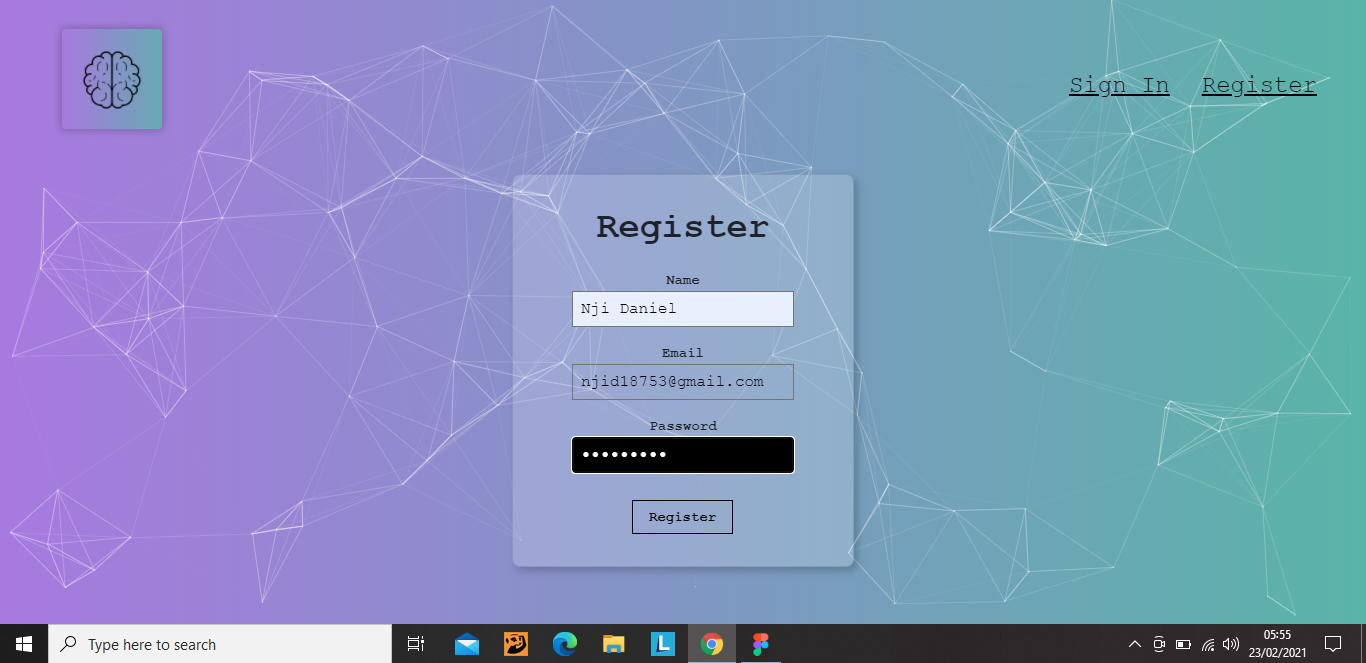 Sign In Register
Register
Name
Nji Daniel
Email
njid18753@gmail.com
Password
•••••••••
Register
Type here to search
L
05:55
23/02/2021